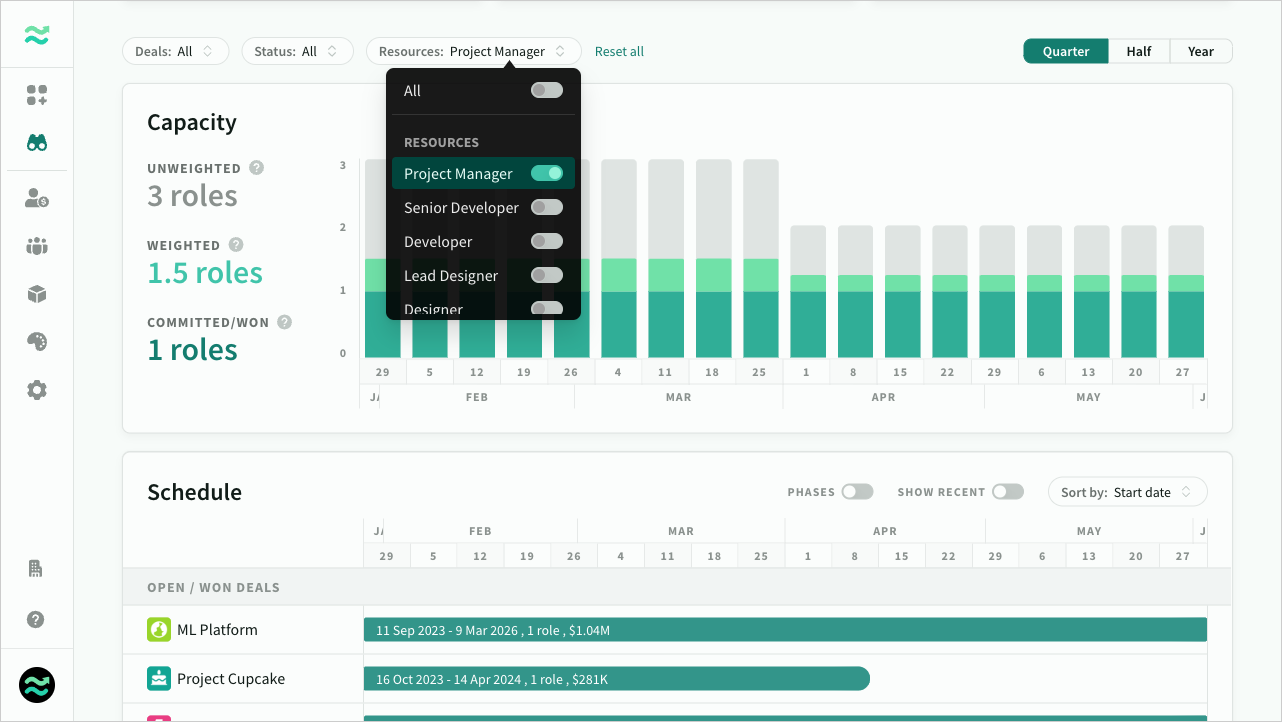 Deals: All
Status: All
Resources: Project Manager
Reset all
Quarter
Half
Year
All
RESOURCES
Project Manager
Senior Developer
Developer
Lead Designer
Designer
Capacity
UNWEIGHTED ?
3 roles
WEIGHTED ?
1.5 roles
COMMITTED/WON ?
1 roles
3
2
1
0
29 5 12 19 26 4 11 18 25 1 8 15 22 29 6 13 20 27
JA FEB MAR APR MAY J
Schedule
PHASES
SHOW RECENT
Sort by: Start date
JA FEB MAR APR MAY J
29 5 12 19 26 4 11 18 25 1 8 15 22 29 6 13 20 27
OPEN / WON DEALS
ML Platform
11 Sep 2023 - 9 Mar 2026 , 1 role , $1.04M
Project Cupcake
16 Oct 2023 - 14 Apr 2024 , 1 role , $281K